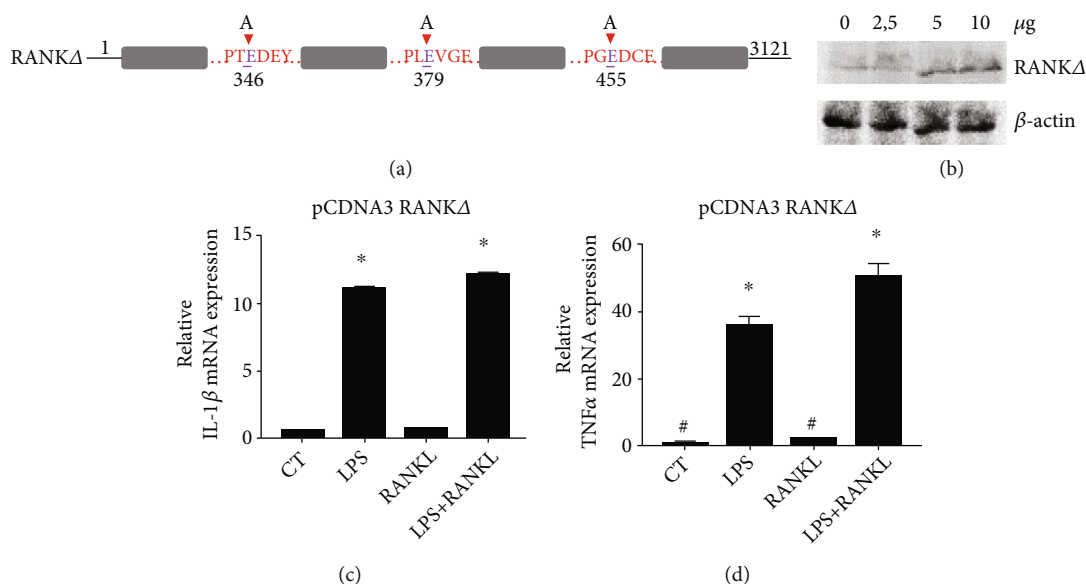 A A A
RANKΔ 1 ..PTEDEY.. ..PLEVGE.. ..PGEDCE.. 3121
346 379 455
(a)
0 2,5 5 10 μg
RANKΔ
β-actin
(b)
pCDNA3 RANKΔ
Relative
IL-1β mRNA expression
15
10
5
0
* *
CT LPS RANKL LPS+RANKL
(c)
pCDNA3 RANKΔ
Relative
TNFα mRNA expression
60
40
20
0
# * # *
CT LPS RANKL LPS+RANKL
(d)